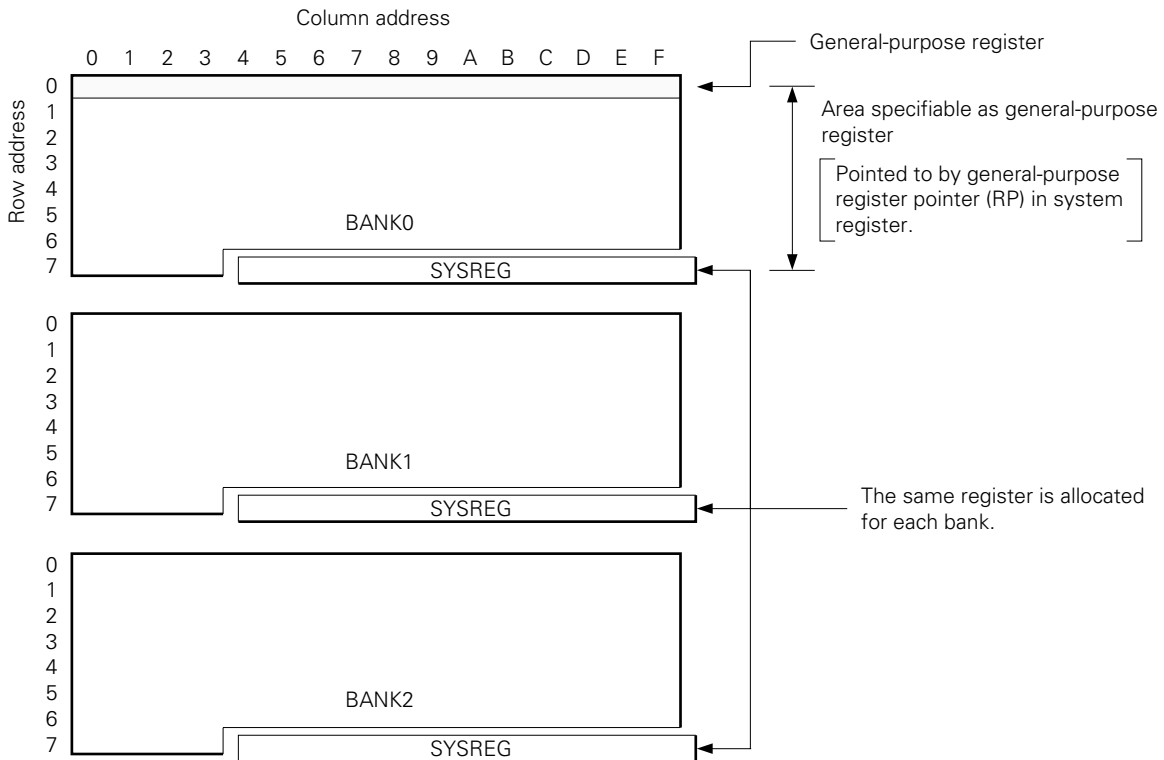 Column address
0 1 2 3 4 5 6 7 8 9 A B C D E F
General-purpose register
Row address
0
1
2
3
4
5
6
7
BANK0
SYSREG
Area specifiable as general-purpose
register
Pointed to by general-purpose
register pointer (RP) in system
register.
0
1
2
3
4
5
6
7
BANK1
SYSREG
The same register is allocated
for each bank.
0
1
2
3
4
5
6
7
BANK2
SYSREG